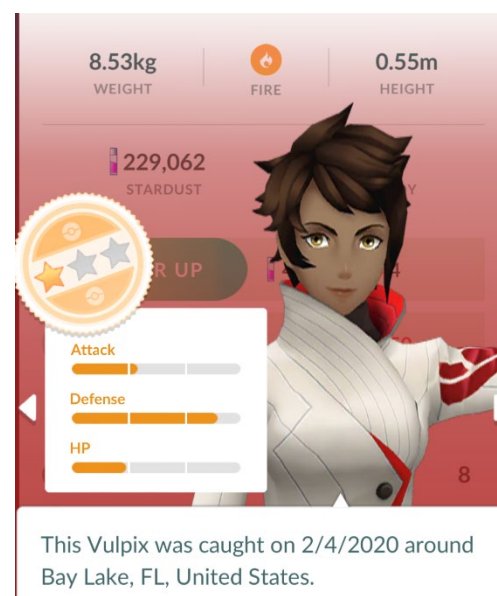 8.53kg 0.55m
WEIGHT FIRE HEIGHT
229,062
STARDUST
R UP
Attack
Defense
HP
8
This Vulpix was caught on 2/4/2020 around
Bay Lake, FL, United States.